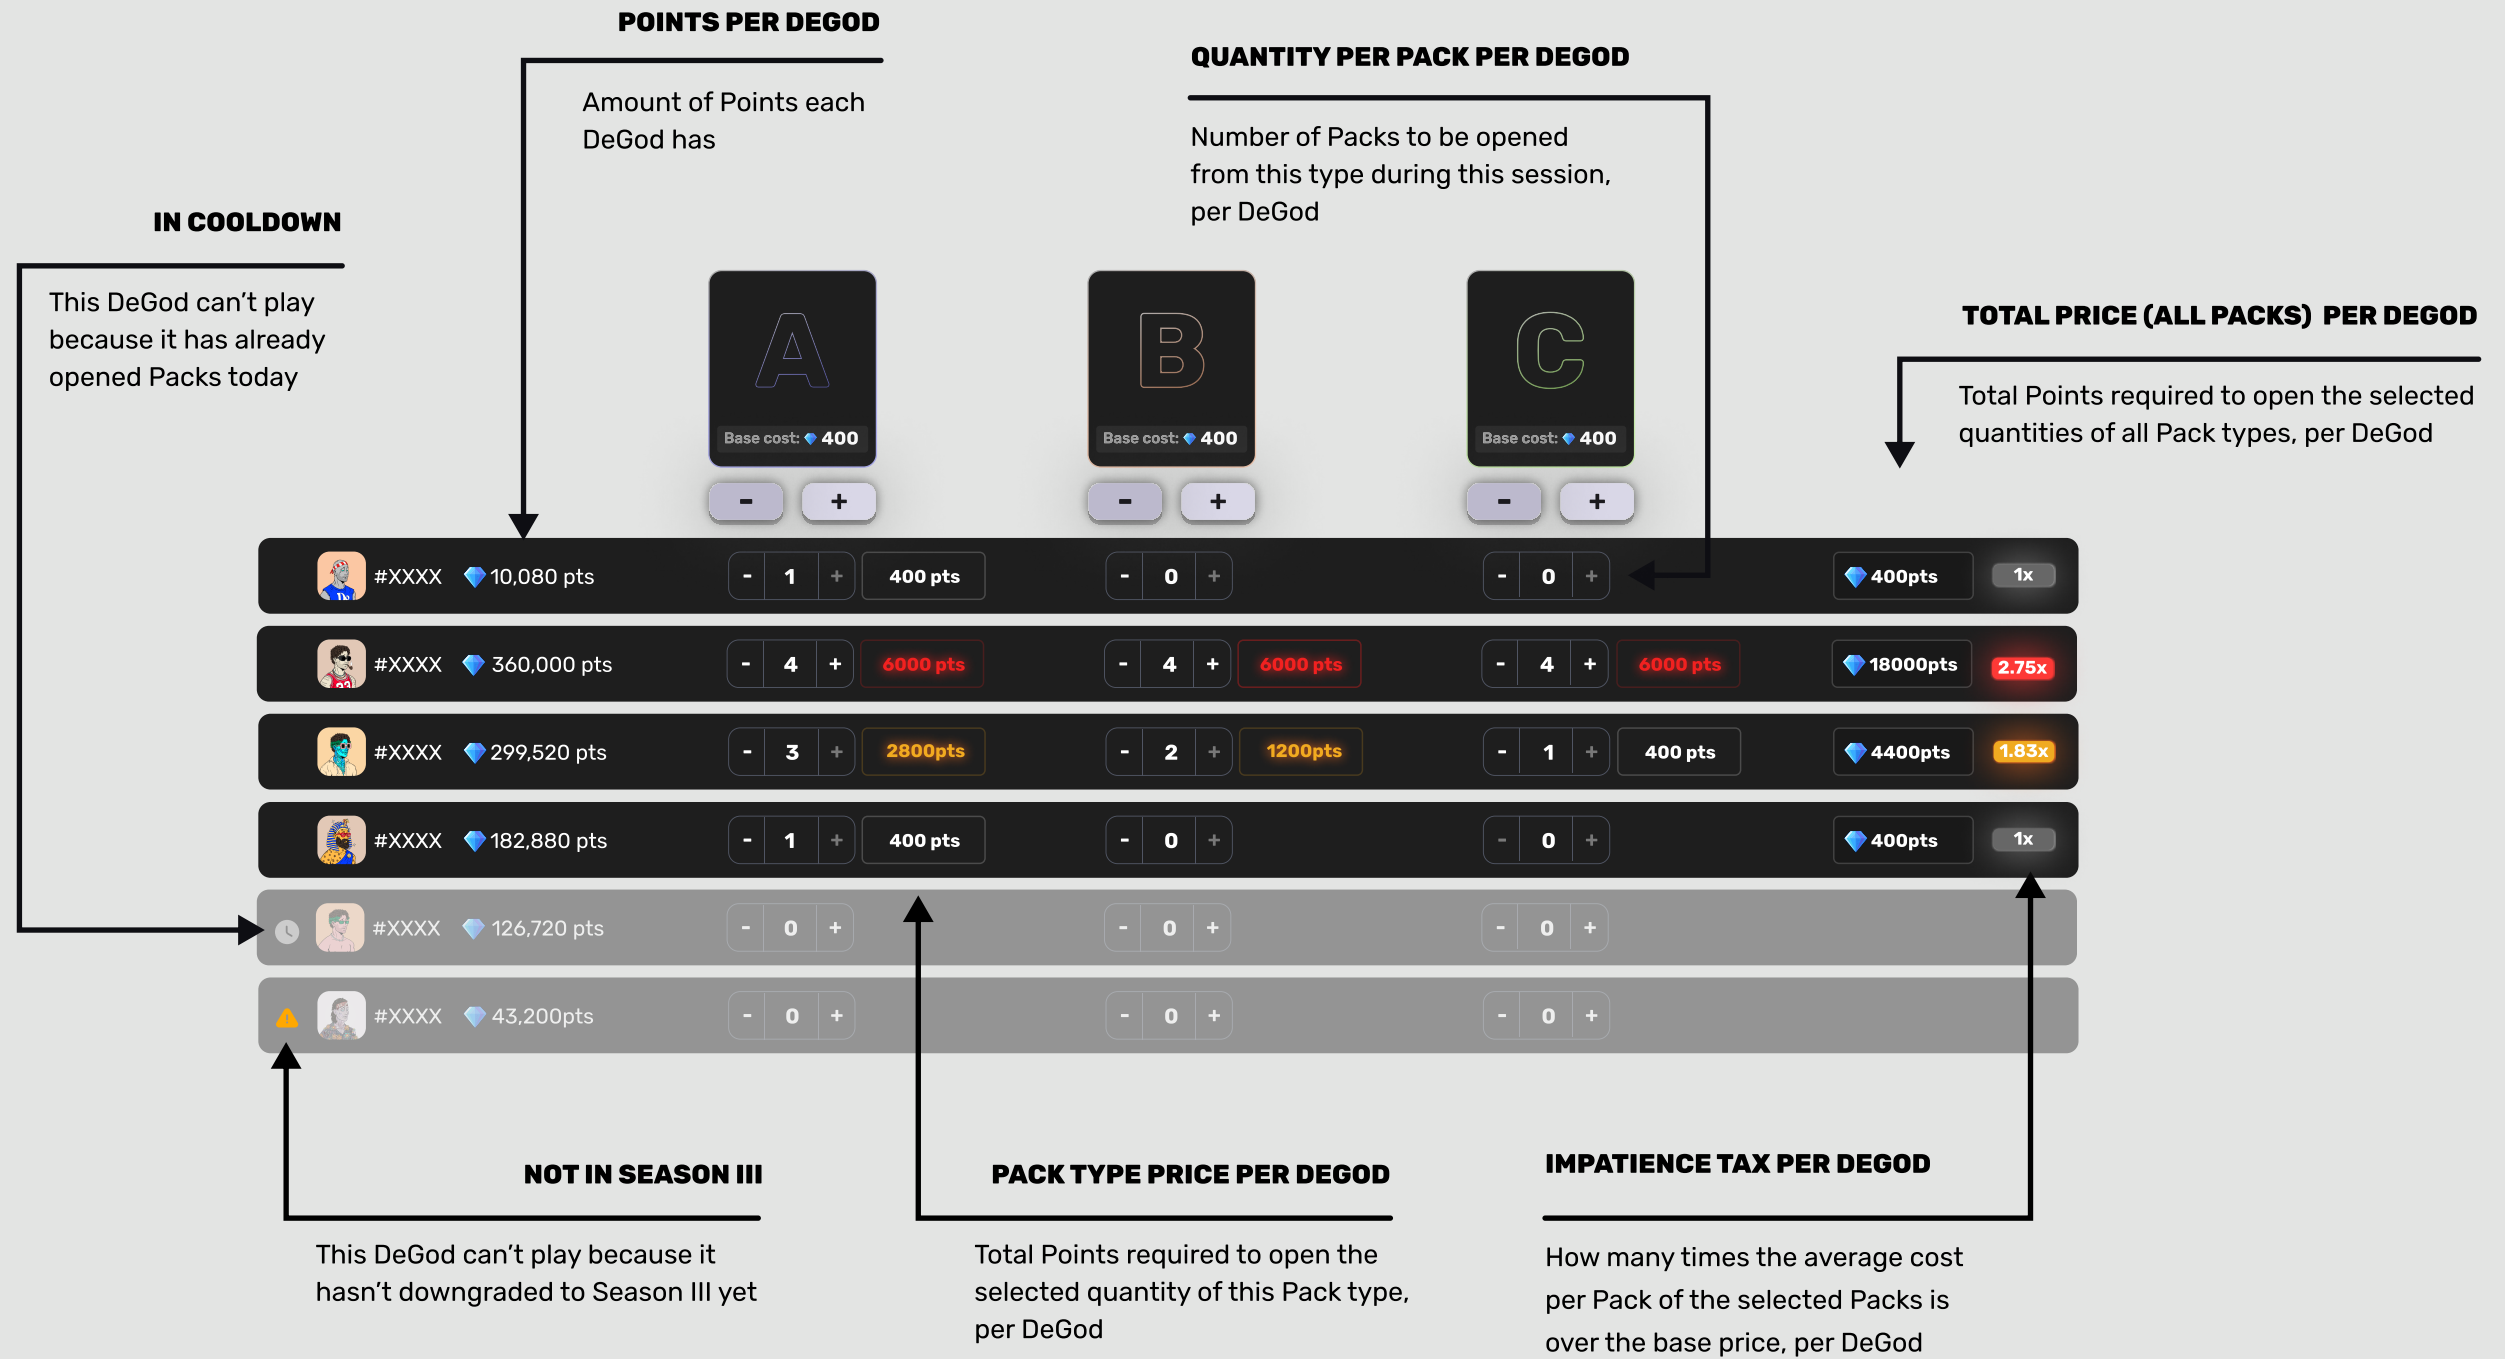 POINTS PER DEGOD
Amount of Points each
DeGod has
QUANTITY PER PACK PER DEGOD
Number of Packs to be opened
from this type during this session,
per DeGod
IN COOLDOWN
This DeGod can't play
because it has already
opened Packs today
TOTAL PRICE (ALL PACKS) PER DEGOD
Total Points required to open the selected
quantities of all Pack types, per DeGod
A
Base cost: 400
- +
B
Base cost: 400
- +
C
Base cost: 400
- +
#XXXX 10,080 pts - 1 + 400 pts - 0 + - 0 + 400pts 1x
#XXXX 360,000 pts - 4 + 6000 pts - 4 + 6000 pts - 4 + 6000 pts 18000pts 2.75x
#XXXX 299,520 pts - 3 + 2800pts - 2 + 1200pts - 1 + 400 pts 4400pts 1.83x
#XXXX 182,880 pts - 1 + 400 pts - 0 + - 0 + 400pts 1x
#XXXX 126,720 pts - 0 + - 0 + - 0 +
#XXXX 43,200pts - 0 + - 0 + - 0 +
NOT IN SEASON III
This DeGod can't play because it
hasn't downgraded to Season III yet
PACK TYPE PRICE PER DEGOD
Total Points required to open the
selected quantity of this Pack type,
per DeGod
IMPATIENCE TAX PER DEGOD
How many times the average cost
per Pack of the selected Packs is
over the base price, per DeGod